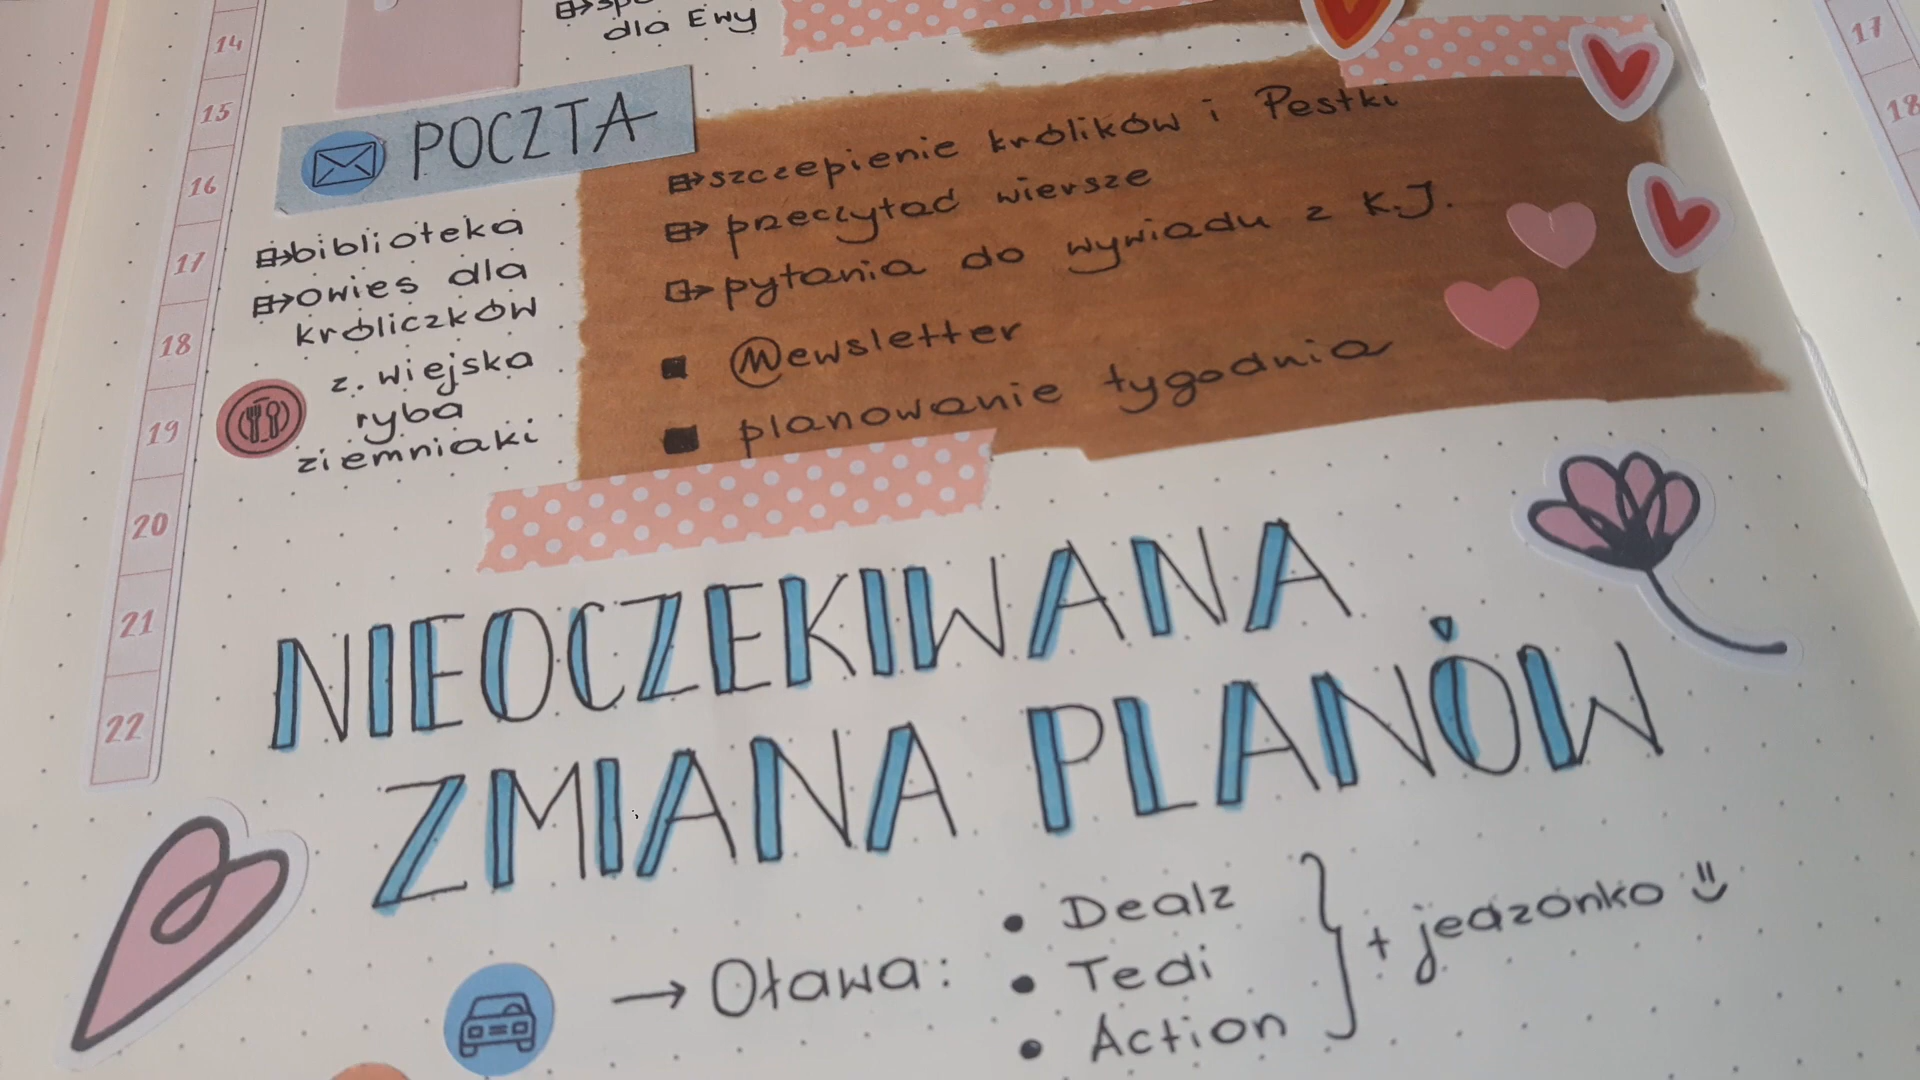 dla Ewy
POCZTA
biblioteka
owies dla
króliczków
z. wiejska
ryba
ziemniaki
szczepienie królików i Pestki
przeczytać wiersze
pytania do wywiadu z K.J.
Newsletter
planowanie tygodnia
NIEOCZEKIWANA
ZMIANA PLANÓW
→ Oława:
• Dealz
• Tedi
• Action
+ jedzonko
14
15
16
17
18
19
20
21
22
17
18